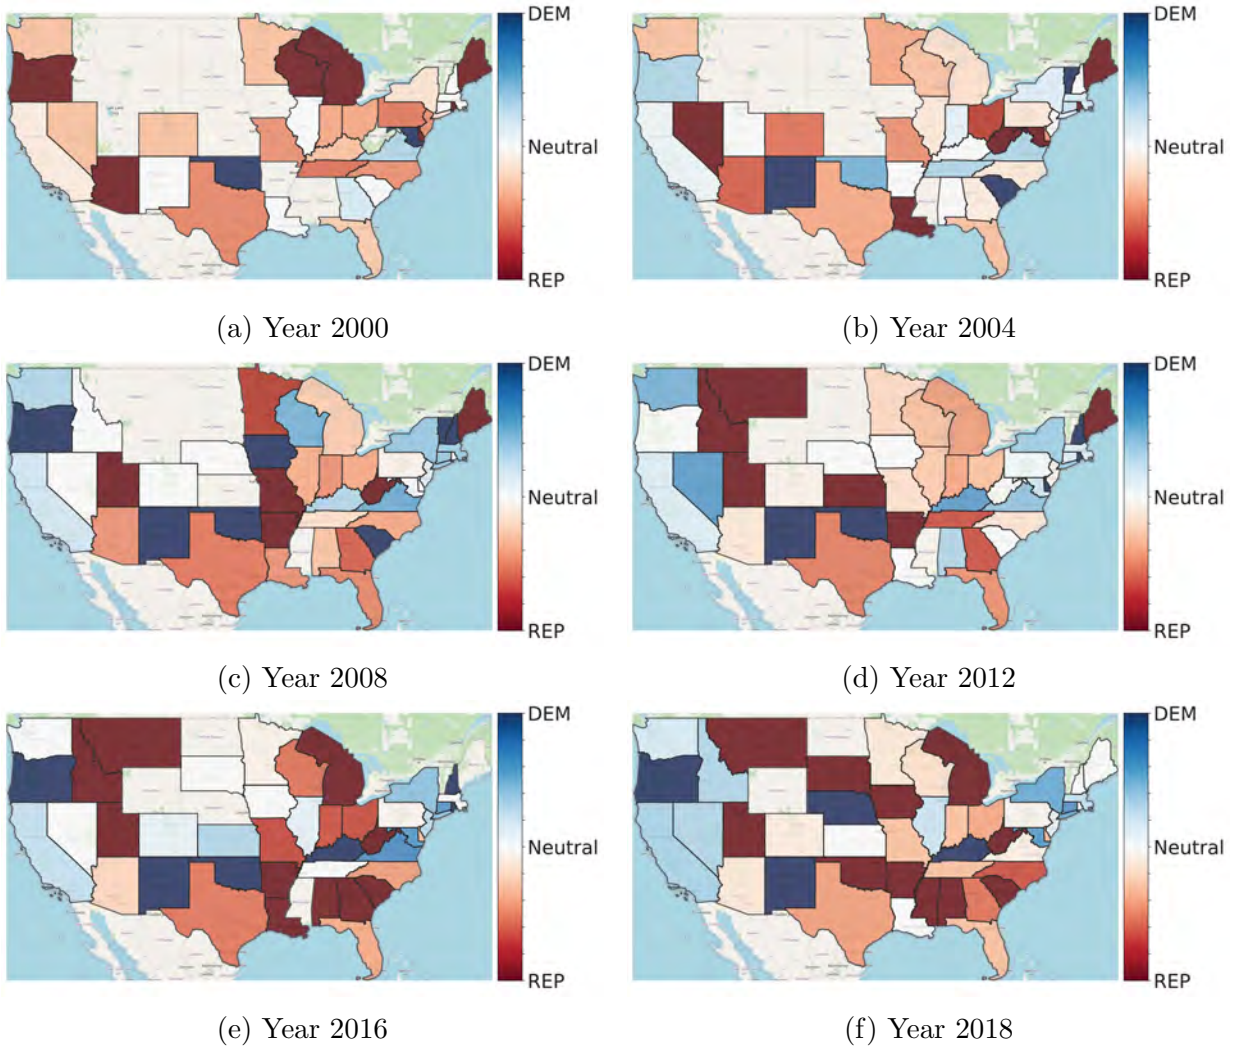 DEM
Neutral
REP
(a) Year 2000
DEM
Neutral
REP
(b) Year 2004
DEM
Neutral
REP
(c) Year 2008
DEM
Neutral
REP
(d) Year 2012
DEM
Neutral
REP
(e) Year 2016
DEM
Neutral
REP
(f) Year 2018